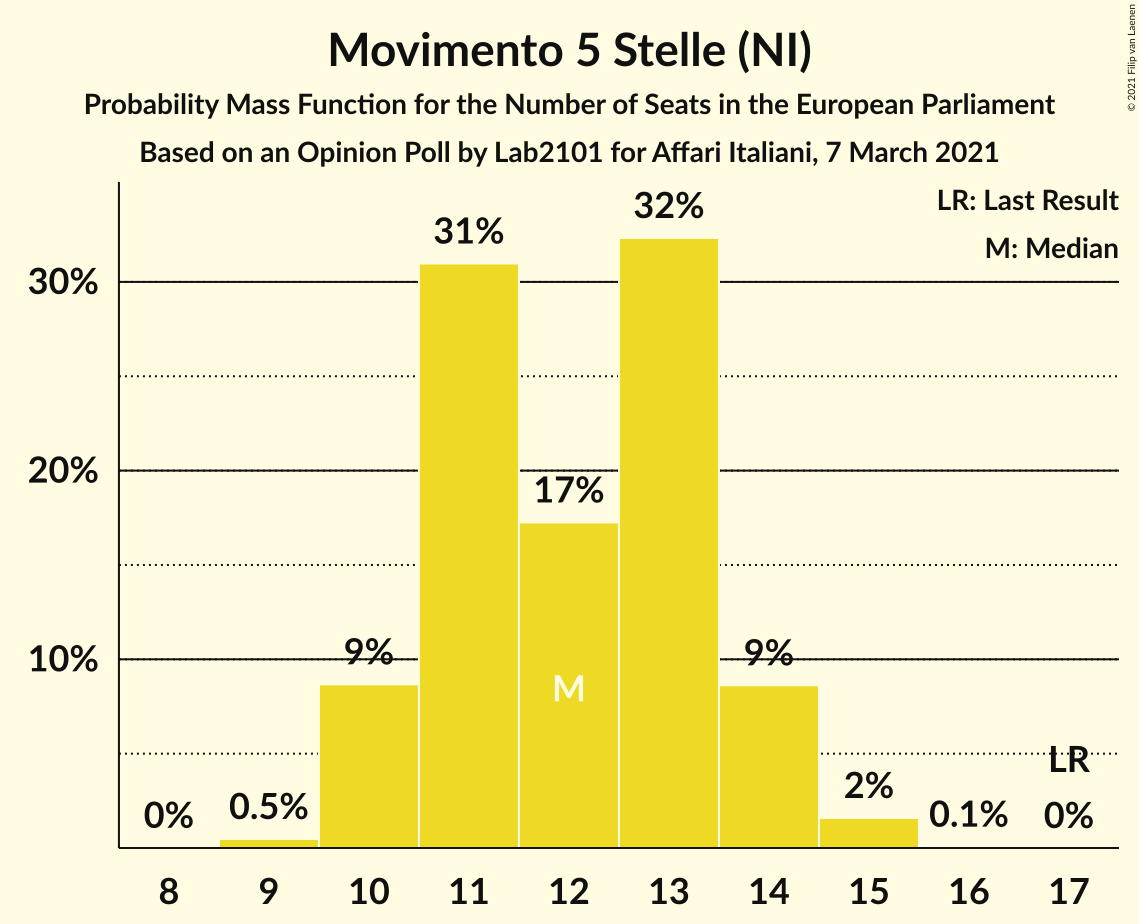 © 2021 Filip van Laenen
Movimento 5 Stelle (NI)
Probability Mass Function for the Number of Seats in the European Parliament
Based on an Opinion Poll by Lab2101 for Affari Italiani, 7 March 2021
LR: Last Result
M: Median
30%
20%
10%
0%
0.5%
9%
31%
17%
M
32%
9%
2%
0.1%
LR
0%
8 9 10 11 12 13 14 15 16 17